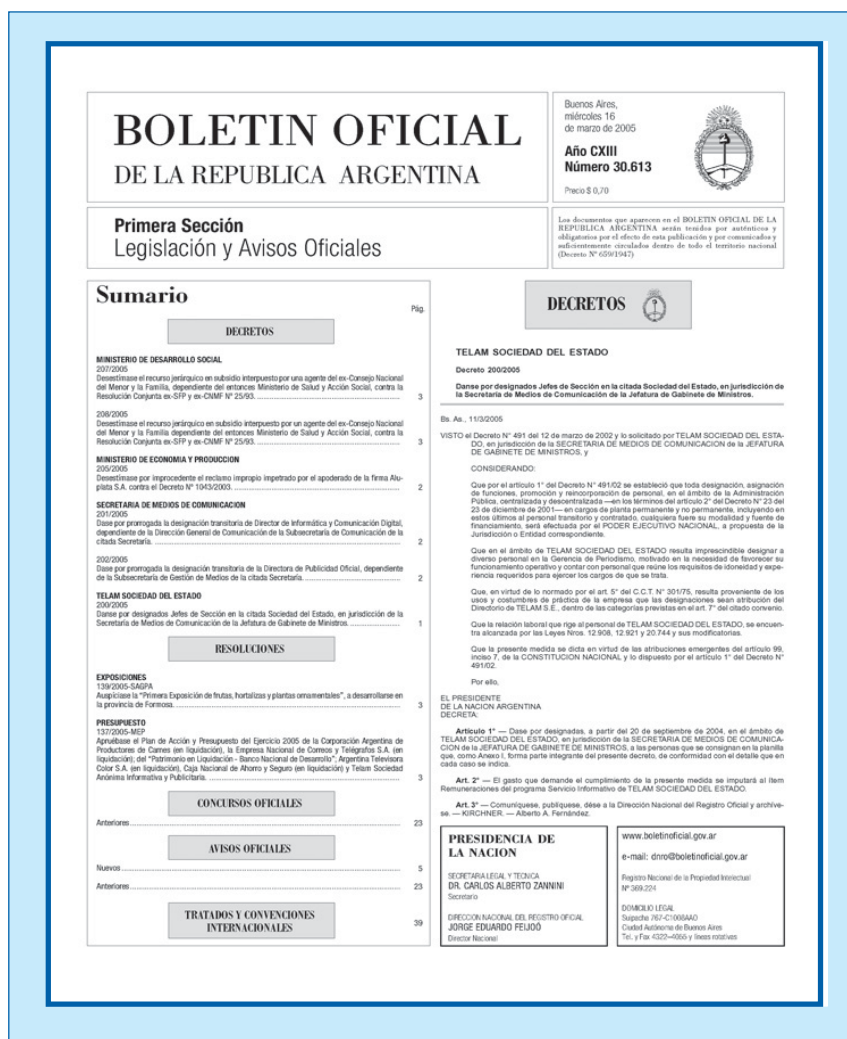 BOLETIN OFICIAL
DE LA REPUBLICA ARGENTINA
Buenos Aires,
miércoles 16
de marzo de 2005
Año CXIII
Número 30.613
Precio $ 0,70
Primera Sección
Legislación y Avisos Oficiales
Los documentos que aparecen en el BOLETIN OFICIAL DE LA
REPUBLICA ARGENTINA serán tenidos por auténticos y
obligatorios por el efecto de esta publicación y por comunicados y
suficientemente circulados dentro de todo el territorio nacional
(Decreto Nº 659/1947)
Sumario
Pág.
DECRETOS
MINISTERIO DE DESARROLLO SOCIAL
207/2005
Desestímase el recurso jerárquico en subsidio interpuesto por una agente del ex-Consejo Nacional
del Menor y la Familia, dependiente del entonces Ministerio de Salud y Acción Social, contra la
Resolución Conjunta ex-SFP y ex-CNMF Nº 25/93. 3
208/2005
Desestímase el recurso jerárquico en subsidio interpuesto por un agente del ex-Consejo Nacional
del Menor y la Familia dependiente del entonces Ministerio de Salud y Acción Social, contra la
Resolución Conjunta ex-SFP y ex-CNMF Nº 25/93. 3
MINISTERIO DE ECONOMIA Y PRODUCCION
205/2005
Desestímase por improcedente el reclamo impropio impetrado por el apoderado de la firma Alu-
plata S.A. contra el Decreto Nº 1043/2003. 2
SECRETARIA DE MEDIOS DE COMUNICACION
201/2005
Dase por prorrogada la designación transitoria de Director de Informática y Comunicación Digital,
dependiente de la Dirección General de Comunicación de la Subsecretaría de Comunicación de la
citada Secretaría. 2
202/2005
Dase por prorrogada la designación transitoria de la Directora de Publicidad Oficial, dependiente
de la Subsecretaría de Gestión de Medios de la citada Secretaría. 2
TELAM SOCIEDAD DEL ESTADO
200/2005
Danse por designados Jefes de Sección en la citada Sociedad del Estado, en jurisdicción de la
Secretaría de Medios de Comunicación de la Jefatura de Gabinete de Ministros. 1
RESOLUCIONES
EXPOSICIONES
139/2005-SAGPA
Auspíciase la "Primera Exposición de frutas, hortalizas y plantas ornamentales", a desarrollarse en
la provincia de Formosa. 3
PRESUPUESTO
137/2005-MEP
Apruébase el Plan de Acción y Presupuesto del Ejercicio 2005 de la Corporación Argentina de
Productores de Carnes (en liquidación), la Empresa Nacional de Correos y Telégrafos S.A. (en
liquidación); del "Patrimonio en Liquidación - Banco Nacional de Desarrollo"; Argentina Televisora
Color S.A. (en liquidación), Caja Nacional de Ahorro y Seguro (en liquidación) y Telam Sociedad
Anónima Informativa y Publicitaria. 3
CONCURSOS OFICIALES
Anteriores 23
AVISOS OFICIALES
Nuevos 5
Anteriores 23
TRATADOS Y CONVENCIONES
INTERNACIONALES 39
DECRETOS
TELAM SOCIEDAD DEL ESTADO
Decreto 200/2005
Danse por designados Jefes de Sección en la citada Sociedad del Estado, en jurisdicción de
la Secretaría de Medios de Comunicación de la Jefatura de Gabinete de Ministros.
Bs. As., 11/3/2005
VISTO el Decreto N° 491 del 12 de marzo de 2002 y lo solicitado por TELAM SOCIEDAD DEL ESTA-
DO, en jurisdicción de la SECRETARIA DE MEDIOS DE COMUNICACION de la JEFATURA
DE GABINETE DE MINISTROS, y
CONSIDERANDO:
Que por el artículo 1° del Decreto N° 491/02 se estableció que toda designación, asignación
de funciones, promoción y reincorporación de personal, en el ámbito de la Administración
Pública, centralizada y descentralizada —en los términos del artículo 2° del Decreto N° 23 del
23 de diciembre de 2001— en cargos de planta permanente y no permanente, incluyendo en
estos últimos al personal transitorio y contratado, cualquiera fuere su modalidad y fuente de
financiamiento, será efectuada por el PODER EJECUTIVO NACIONAL, a propuesta de la
Jurisdicción o Entidad correspondiente.
Que en el ámbito de TELAM SOCIEDAD DEL ESTADO resulta imprescindible designar a
diverso personal en la Gerencia de Periodismo, motivado en la necesidad de favorecer su
funcionamiento operativo y contar con personal que reúne los requisitos de idoneidad y expe-
riencia requeridos para ejercer los cargos de que se trata.
Que, en virtud de lo normado por el art. 5° del C.C.T. N° 301/75, resulta proveniente de los
usos y costumbres de práctica de la empresa que las designaciones sean atribución del
Directorio de TELAM S.E., dentro de las categorías previstas en el art. 7° del citado convenio.
Que la relación laboral que rige al personal de TELAM SOCIEDAD DEL ESTADO, se encuen-
tra alcanzada por las Leyes Nros. 12.908, 12.921 y 20.744 y sus modificatorias.
Que la presente medida se dicta en virtud de las atribuciones emergentes del artículo 99,
inciso 7, de la CONSTITUCION NACIONAL y lo dispuesto por el artículo 1° del Decreto N°
491/02.
Por ello,
EL PRESIDENTE
DE LA NACION ARGENTINA
DECRETA:
Artículo 1° — Dase por designadas, a partir del 20 de septiembre de 2004, en el ámbito de
TELAM SOCIEDAD DEL ESTADO, en jurisdicción de la SECRETARIA DE MEDIOS DE COMUNICA-
CION de la JEFATURA DE GABINETE DE MINISTROS, a las personas que se consignan en la planilla
que, como Anexo I, forma parte integrante del presente decreto, de conformidad con el detalle que en
cada caso se indica.
Art. 2° — El gasto que demande el cumplimiento de la presente medida se imputará al Item
Remuneraciones del programa Servicio Informativo de TELAM SOCIEDAD DEL ESTADO.
Art. 3° — Comuníquese, publíquese, dése a la Dirección Nacional del Registro Oficial y archíve-
se. — KIRCHNER. — Alberto A. Fernández.
PRESIDENCIA DE
LA NACION
SECRETARIA LEGAL Y TECNICA
DR. CARLOS ALBERTO ZANNINI
Secretario
DIRECCION NACIONAL DEL REGISTRO OFICIAL
JORGE EDUARDO FEIJOÓ
Director Nacional
www.boletinoficial.gov.ar
e-mail: dnro@boletinoficial.gov.ar
Registro Nacional de la Propiedad Intelectual
Nº 369.224
DOMICILIO LEGAL
Suipacha 767-C1008AAO
Ciudad Autónoma de Buenos Aires
Tel. y Fax 4322-4055 y líneas rotativas